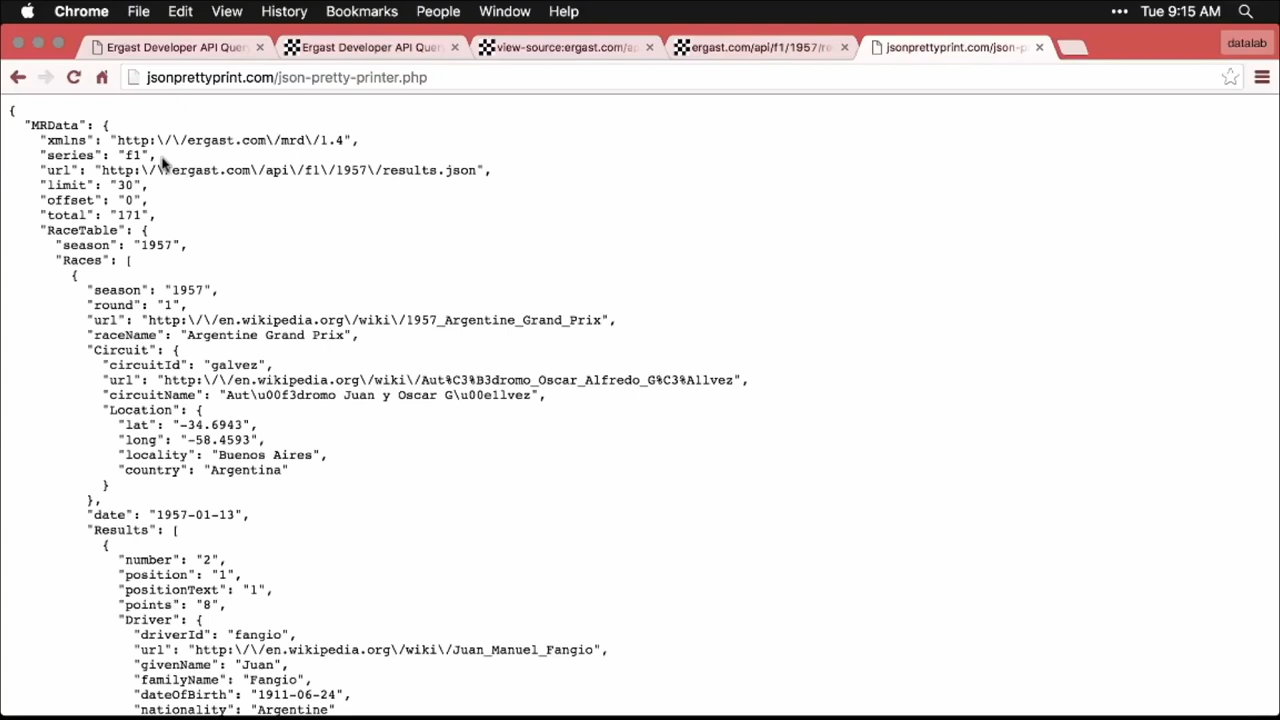 Chrome File Edit View History Bookmarks People Window Help ••• Tue 9:15 AM
Ergast Developer API Quer Ergast Developer API Quer view-source:ergast.com/ap ergast.com/api/f1/1957/re jsonprettyprint.com/json-p datalab
jsonprettyprint.com/json-pretty-printer.php
{
"MRData": {
"xmlns": "http:\/\/ergast.com\/mrd\/1.4",
"series": "f1",
"url": "http:\/\/ergast.com\/api\/f1\/1957\/results.json",
"limit": "30",
"offset": "0",
"total": "171",
"RaceTable": {
"season": "1957",
"Races": [
{
"season": "1957",
"round": "1",
"url": "http:\/\/en.wikipedia.org\/wiki\/1957_Argentine_Grand_Prix",
"raceName": "Argentine Grand Prix",
"Circuit": {
"circuitId": "galvez",
"url": "http:\/\/en.wikipedia.org\/wiki\/Aut%C3%B3dromo_Oscar_Alfredo_G%C3%A1lvez",
"circuitName": "Aut\u00f3dromo Juan y Oscar G\u00e1lvez",
"Location": {
"lat": "-34.6943",
"long": "-58.4593",
"locality": "Buenos Aires",
"country": "Argentina"
}
},
"date": "1957-01-13",
"Results": [
{
"number": "2",
"position": "1",
"positionText": "1",
"points": "8",
"Driver": {
"driverId": "fangio",
"url": "http:\/\/en.wikipedia.org\/wiki\/Juan_Manuel_Fangio",
"givenName": "Juan",
"familyName": "Fangio",
"dateOfBirth": "1911-06-24",
"nationality": "Argentine"